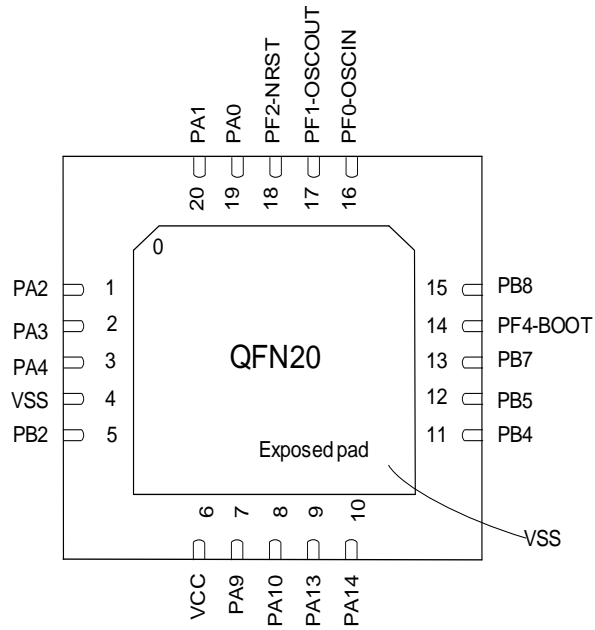 PA1
PA0
PF2-NRST
PF1-OSCOUT
PF0-OSCIN
20
19
18
17
16
0
PA2 1
PA3 2
PA4 3
VSS 4
PB2 5
15 PB8
14 PF4-BOOT
13 PB7
12 PB5
11 PB4
QFN20
Exposed pad
VSS
6
7
8
9
10
VCC
PA9
PA10
PA13
PA14